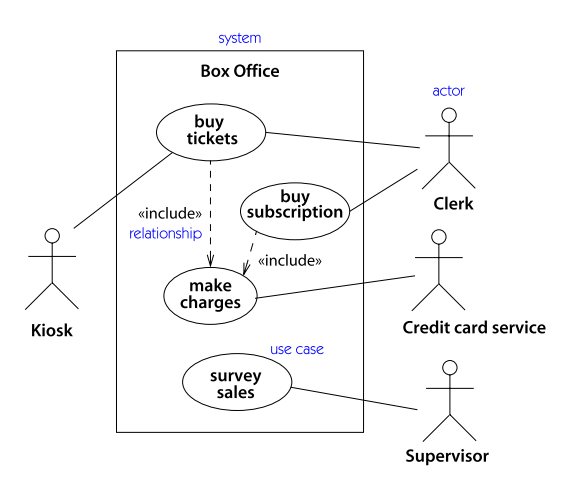 system
Box Office
actor
buy
tickets
Clerk
buy
subscription
«include»
relationship
«include»
make
charges
Kiosk
Credit card service
use case
survey
sales
Supervisor